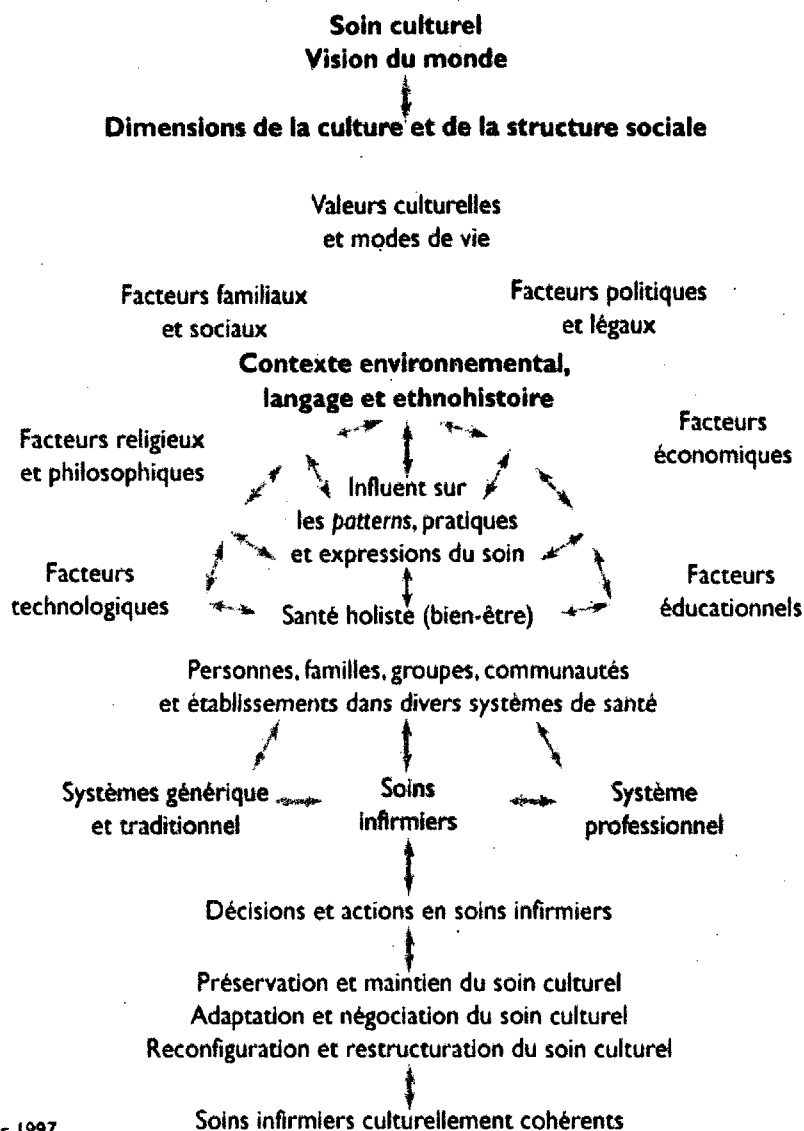 Soin culturel
Vision du monde
Dimensions de la culture et de la structure sociale
Valeurs culturelles
et modes de vie
Facteurs familiaux
et sociaux
Facteurs politiques
et légaux
Contexte environnemental,
langage et ethnohistoire
Facteurs religieux
et philosophiques
Facteurs
économiques
Influent sur
les patterns, pratiques
et expressions du soin
Facteurs
technologiques
Facteurs
éducationnels
Santé holiste (bien-être)
Personnes, familles, groupes, communautés
et établissements dans divers systèmes de santé
Systèmes générique
et traditionnel
Soins
infirmiers
Système
professionnel
Décisions et actions en soins infirmiers
Préservation et maintien du soin culturel
Adaptation et négociation du soin culturel
Reconfiguration et restructuration du soin culturel
Soins infirmiers culturellement cohérents
1997